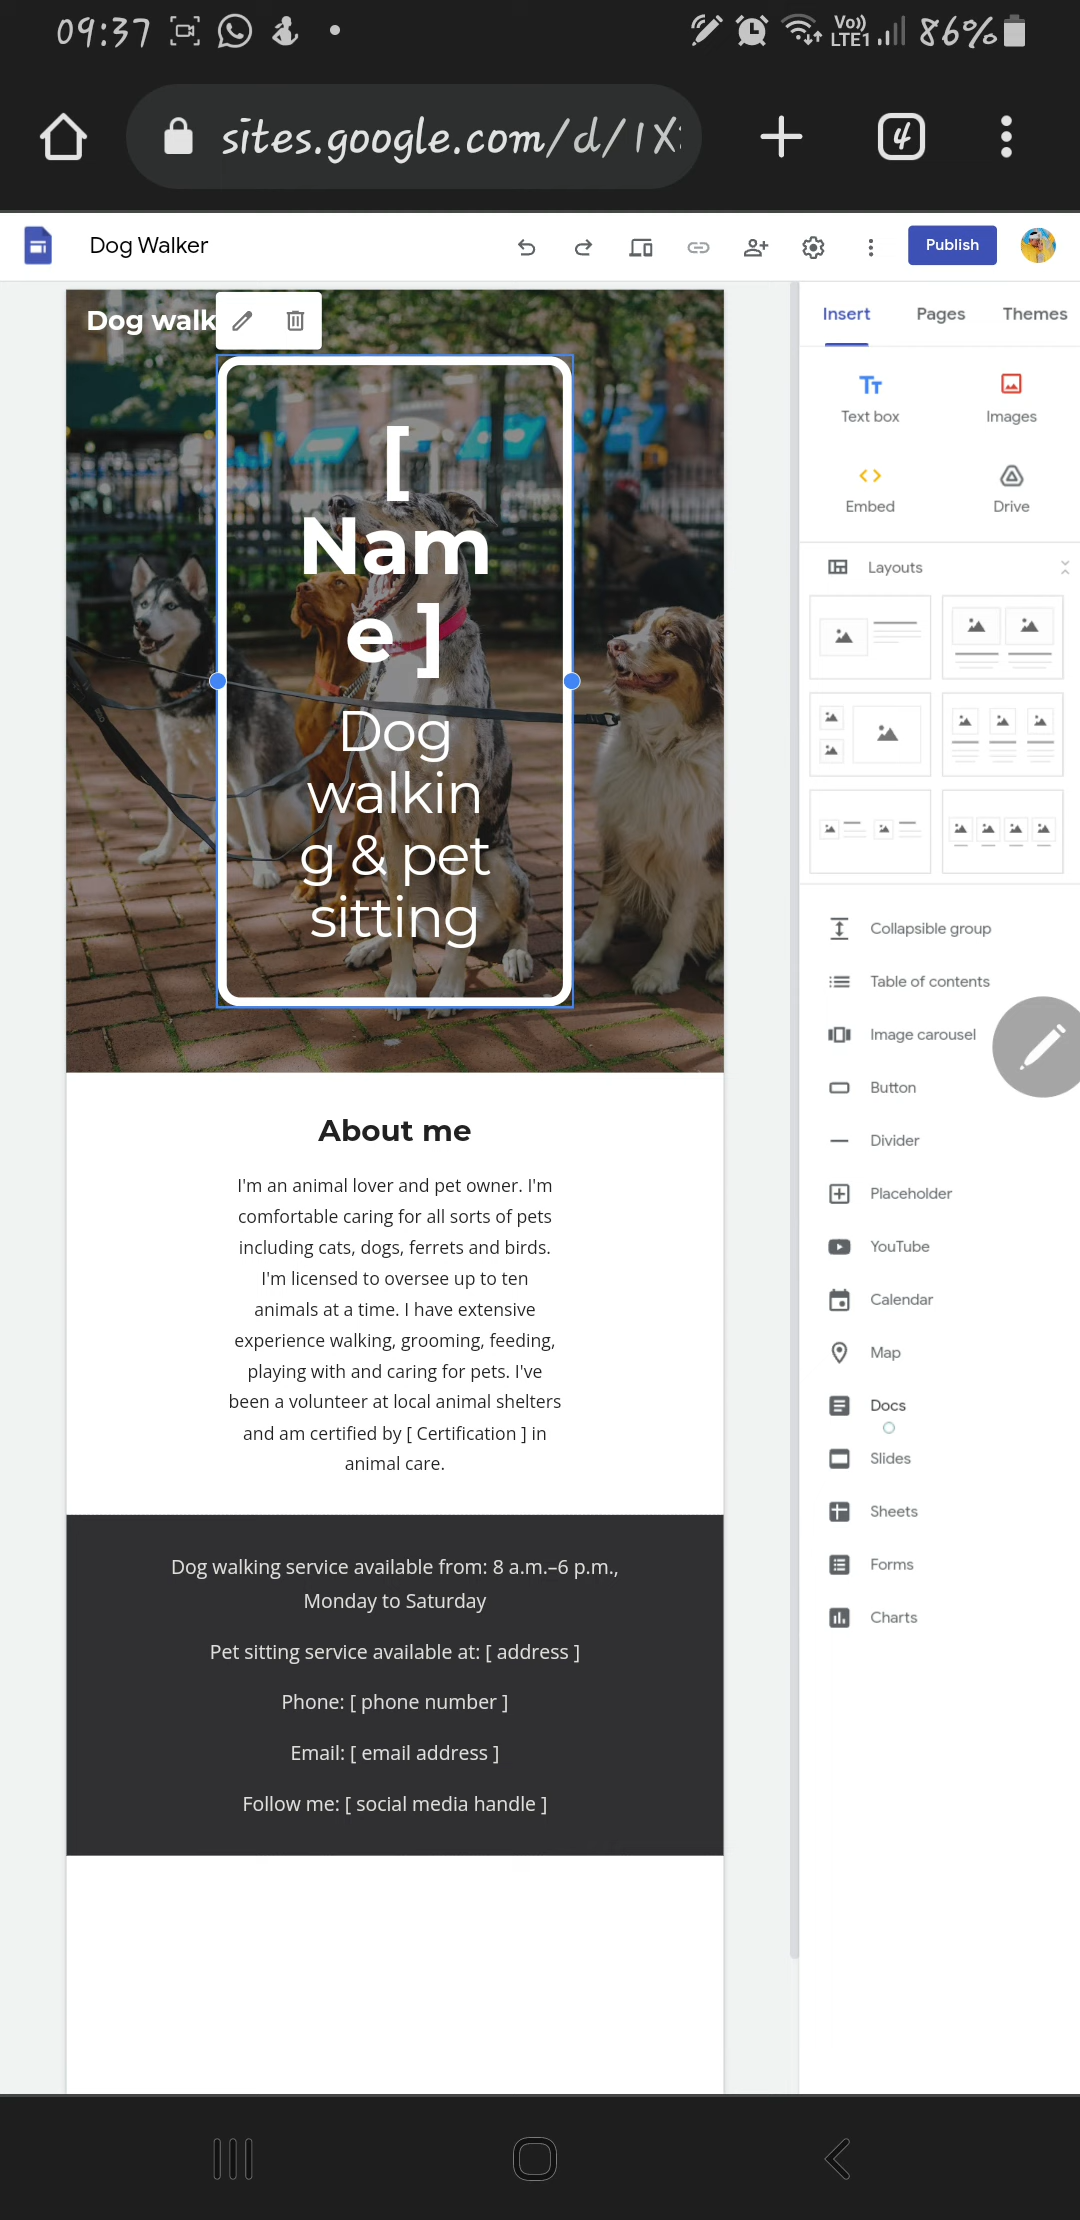 09:37
Vo))
LTE1
86%
sites.google.com/d/1X
4
Dog Walker
Publish
Dog walk
Insert
Pages
Themes
Text box
Images
Embed
Drive
Layouts
[
Nam
e ]
Dog
walkin
g & pet
sitting
Collapsible group
Table of contents
Image carousel
Button
Divider
Placeholder
YouTube
Calendar
Map
Docs
Slides
Sheets
Forms
Charts
About me
I'm an animal lover and pet owner. I'm
comfortable caring for all sorts of pets
including cats, dogs, ferrets and birds.
I'm licensed to oversee up to ten
animals at a time. I have extensive
experience walking, grooming, feeding,
playing with and caring for pets. I've
been a volunteer at local animal shelters
and am certified by [ Certification ] in
animal care.
Dog walking service available from: 8 a.m.–6 p.m.,
Monday to Saturday
Pet sitting service available at: [ address ]
Phone: [ phone number ]
Email: [ email address ]
Follow me: [ social media handle ]